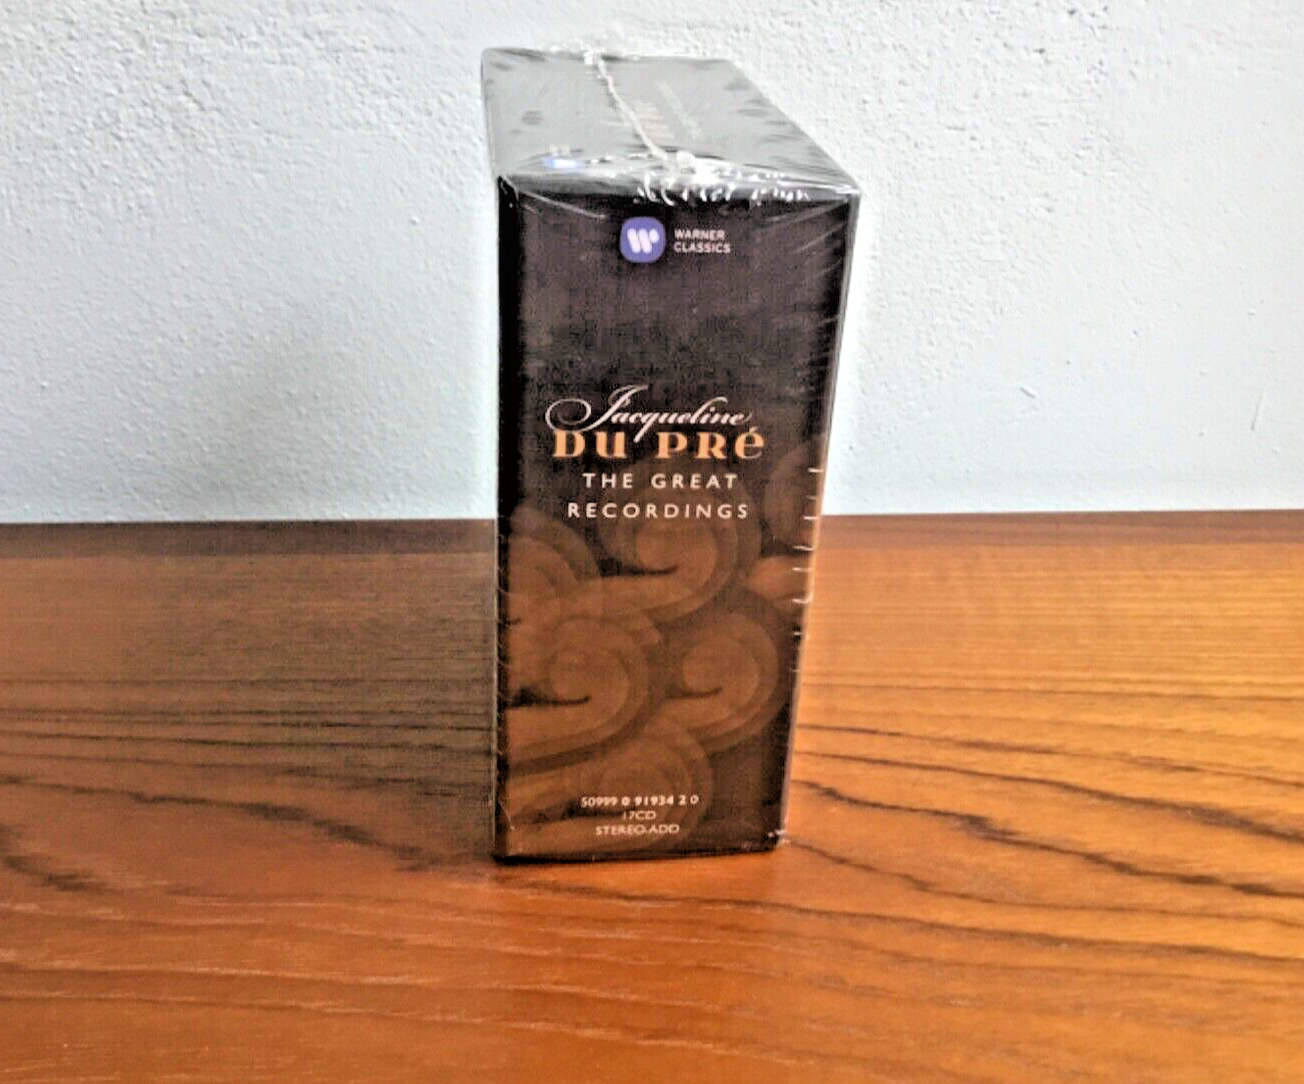 WARNER
CLASSICS
Jacqueline
DU PRé
THE GREAT
RECORDINGS
50999 0 91934 2 0
17CD
STEREO·ADD